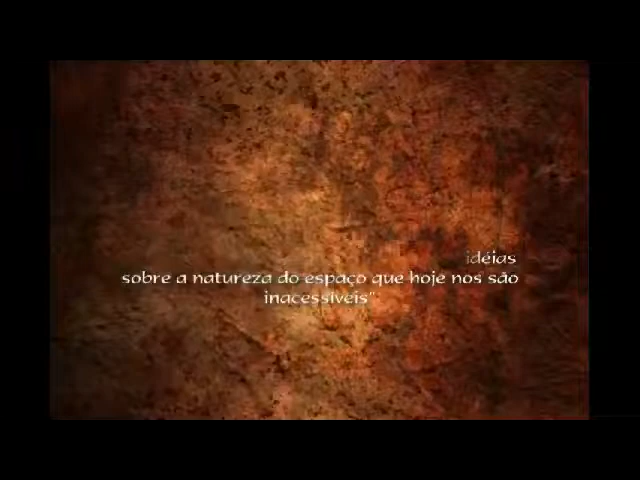 idéias
sobre a natureza do espaço que hoje nos são
inacessíveis"